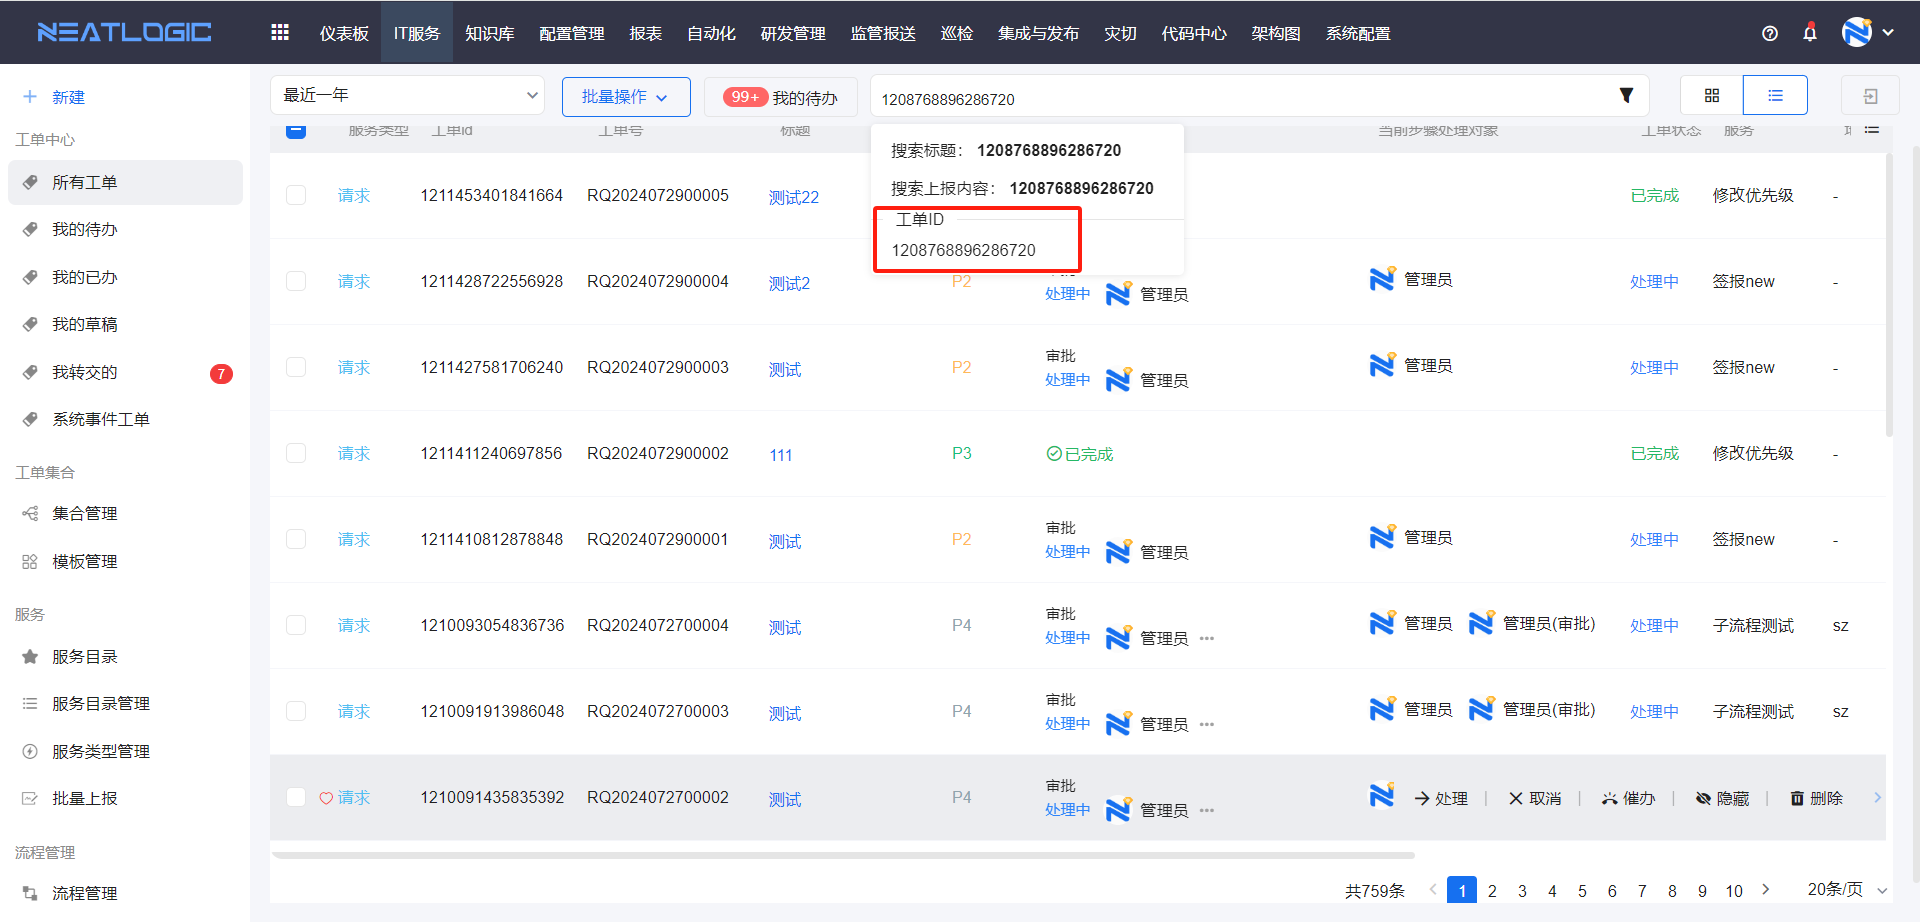 NEATLOGIC 仪表板 IT服务 知识库 配置管理 报表 自动化 研发管理 监管报送 巡检 集成与发布 灾切 代码中心 架构图 系统配置
新建
工单中心
所有工单
我的待办
我的已办
我的草稿
我转交的 7
系统事件工单
工单集合
集合管理
模板管理
服务
服务目录
服务目录管理
服务类型管理
批量上报
流程管理
流程管理
最近一年 批量操作 99+ 我的待办 1208768896286720
服务类型 工单Id 工单号 标题 当前步骤处理对象 工单状态 服务
搜索标题： 1208768896286720
搜索上报内容： 1208768896286720
工单ID
1208768896286720
请求 1211453401841664 RQ2024072900005 测试22 已完成 修改优先级 -
请求 1211428722556928 RQ2024072900004 测试2 P2 处理中 管理员 管理员 处理中 签报new -
请求 1211427581706240 RQ2024072900003 测试 P2 审批 处理中 管理员 管理员 处理中 签报new -
请求 1211411240697856 RQ2024072900002 111 P3 已完成 已完成 修改优先级 -
请求 1211410812878848 RQ2024072900001 测试 P2 审批 处理中 管理员 管理员 处理中 签报new -
请求 1210093054836736 RQ2024072700004 测试 P4 审批 处理中 管理员 ··· 管理员 管理员(审批) 处理中 子流程测试 sz
请求 1210091913986048 RQ2024072700003 测试 P4 审批 处理中 管理员 ··· 管理员 管理员(审批) 处理中 子流程测试 sz
请求 1210091435835392 RQ2024072700002 测试 P4 审批 处理中 管理员 ··· 处理 取消 催办 隐藏 删除
共759条 1 2 3 4 5 6 7 8 9 10 20条/页